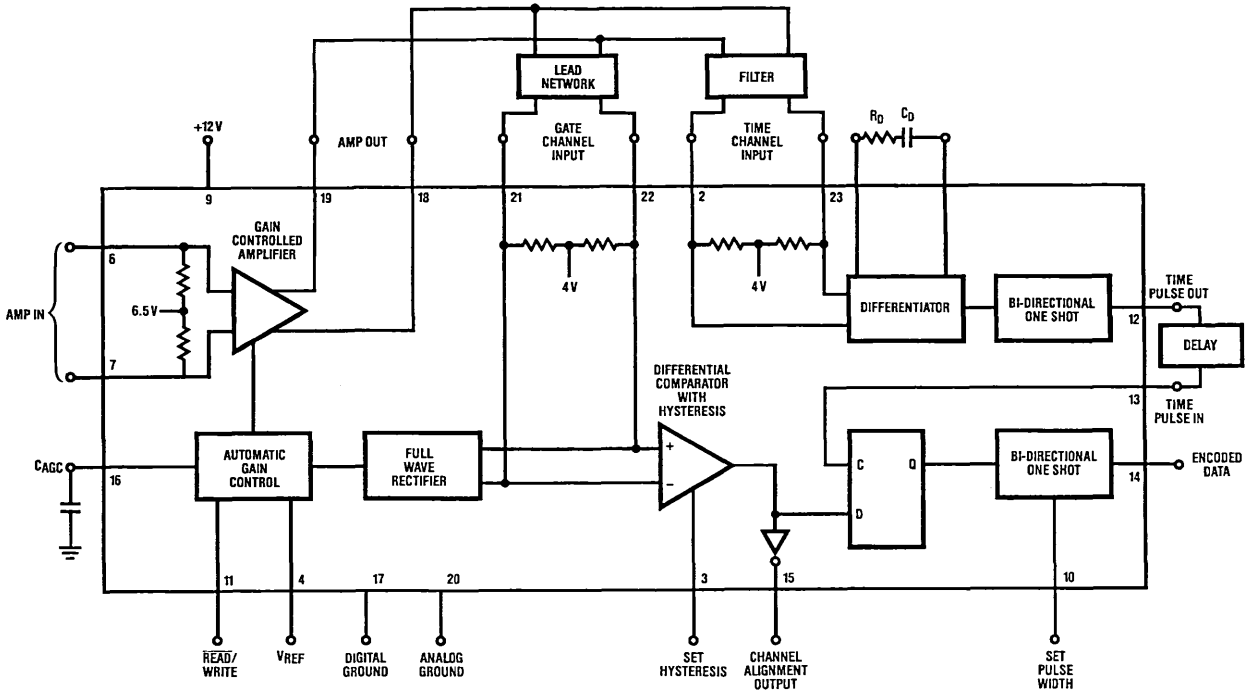 LEAD
NETWORK
FILTER
+12V
AMP OUT
GATE
CHANNEL
INPUT
TIME
CHANNEL
INPUT
RD
CD
9
19
18
21
22
2
23
GAIN
CONTROLLED
AMPLIFIER
6
AMP IN
6.5V
7
4V
4V
DIFFERENTIATOR
BI-DIRECTIONAL
ONE SHOT
TIME
PULSE OUT
12
DELAY
13
TIME
PULSE IN
DIFFERENTIAL
COMPARATOR
WITH
HYSTERESIS
CAGC
16
AUTOMATIC
GAIN
CONTROL
FULL
WAVE
RECTIFIER
+
−
C
Q
D
BI-DIRECTIONAL
ONE SHOT
14
ENCODED
DATA
11
4
17
20
3
15
10
READ/
WRITE
VREF
DIGITAL
GROUND
ANALOG
GROUND
SET
HYSTERESIS
CHANNEL
ALIGNMENT
OUTPUT
SET
PULSE
WIDTH